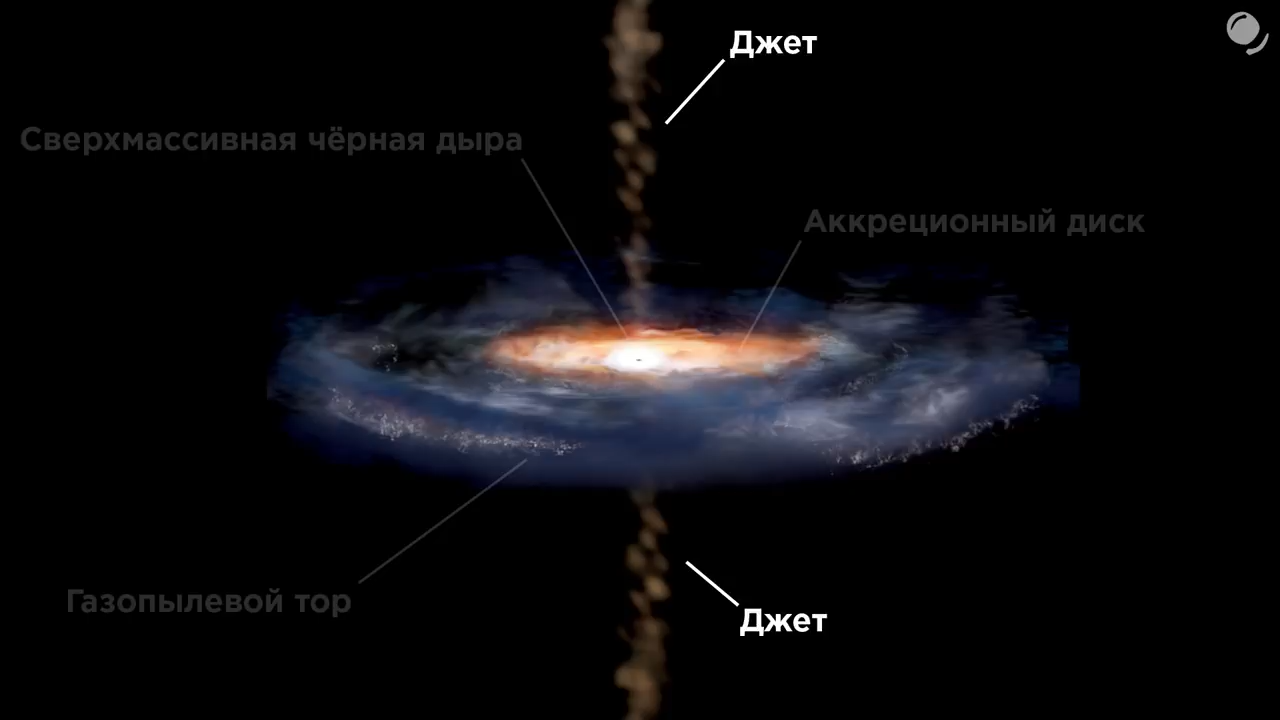 Джет
Сверхмассивная чёрная дыра
Аккреционный диск
Газопылевой тор
Джет